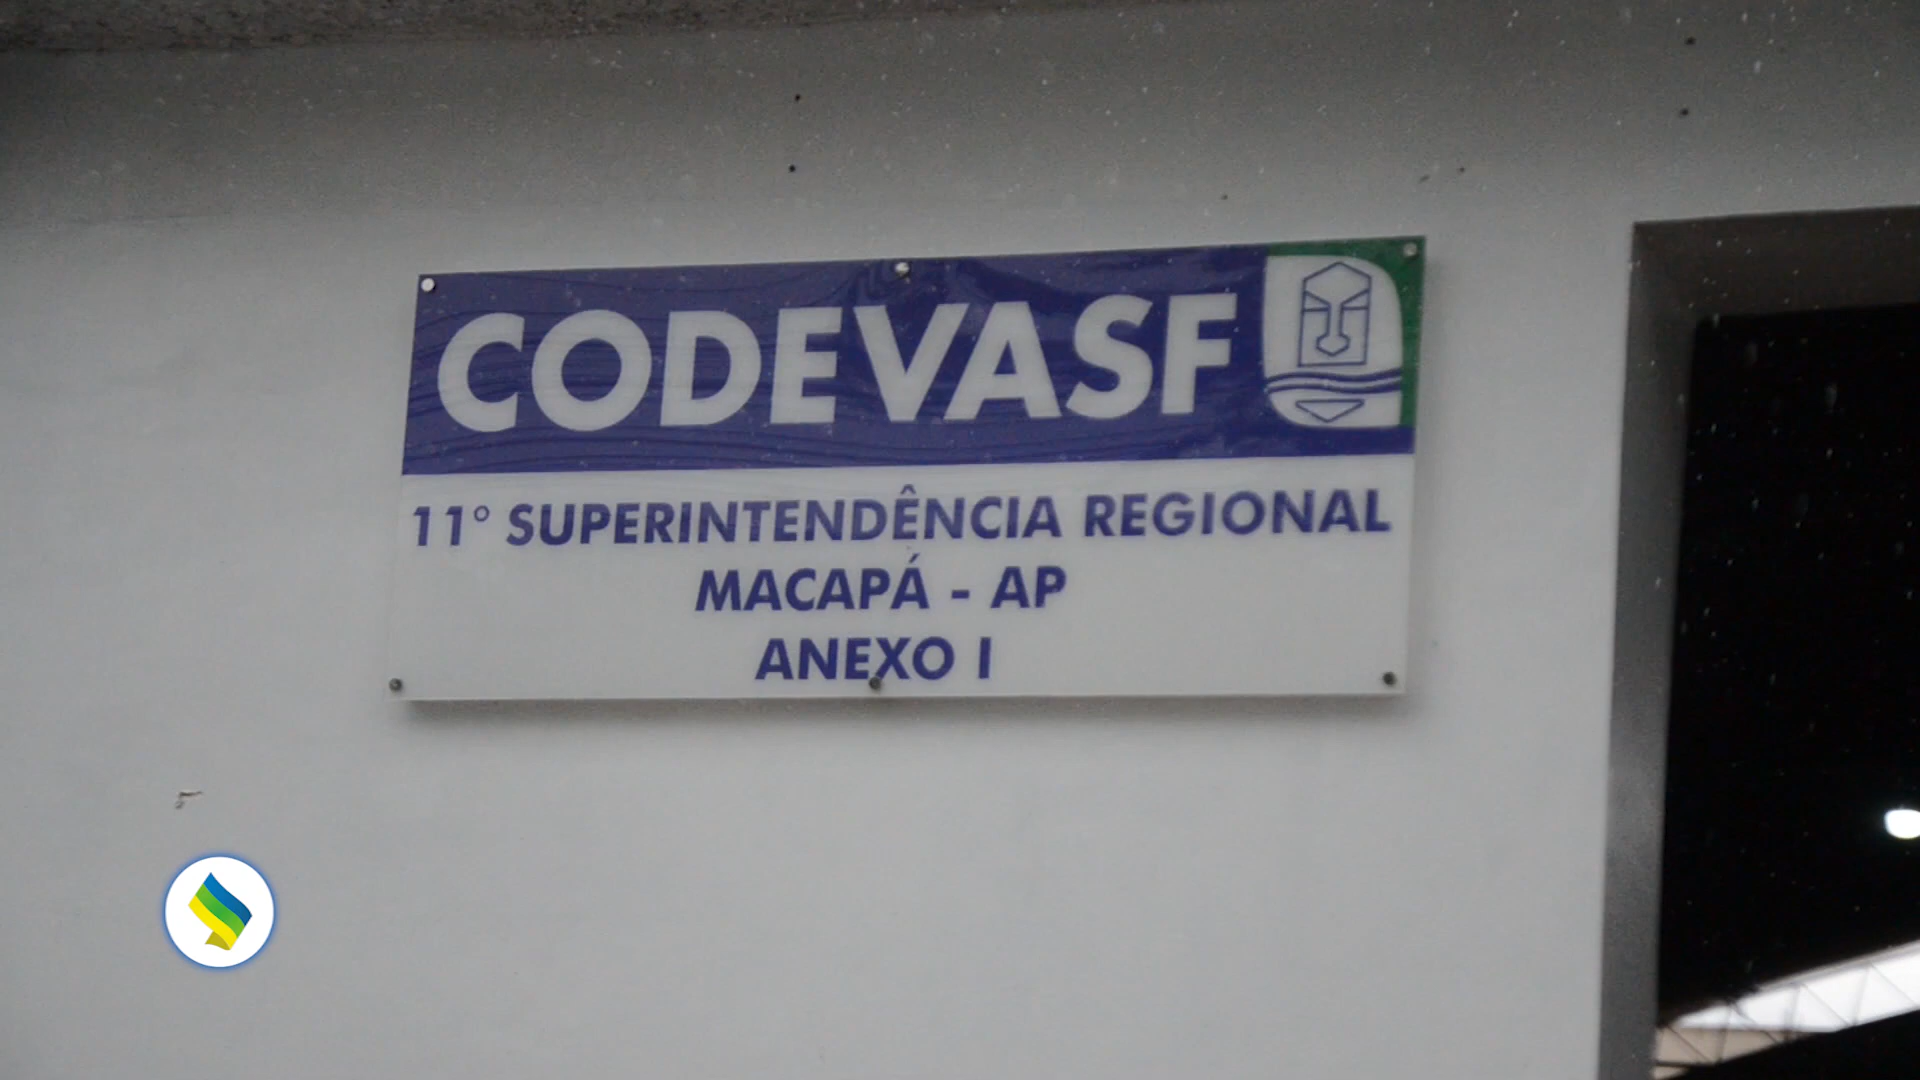 CODEVASF
11° SUPERINTENDÊNCIA REGIONAL
MACAPÁ - AP
ANEXO I